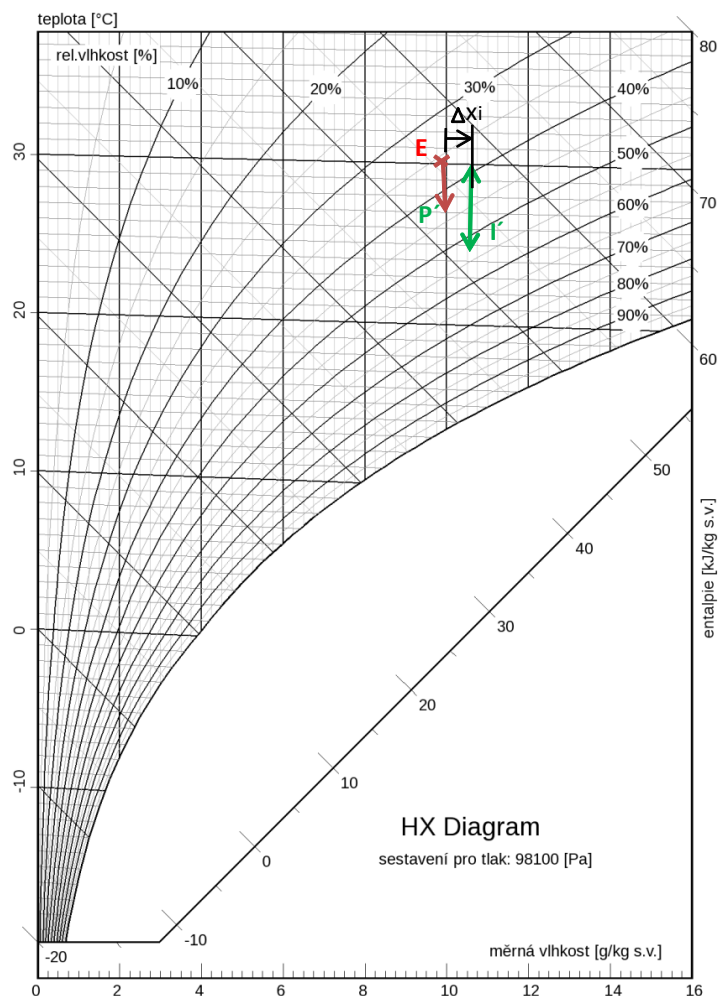 teplota [°C]
rel.vlhkost [%]
10%
20%
30%
40%
50%
60%
70%
80%
90%
ΔXi
E
P´
I´
80
70
60
50
40
30
20
10
0
-10
-20
30
20
10
0
-10
entalpie [kJ/kg s.v.]
HX Diagram
sestavení pro tlak: 98100 [Pa]
měrná vlhkost [g/kg s.v.]
0 2 4 6 8 10 12 14 16